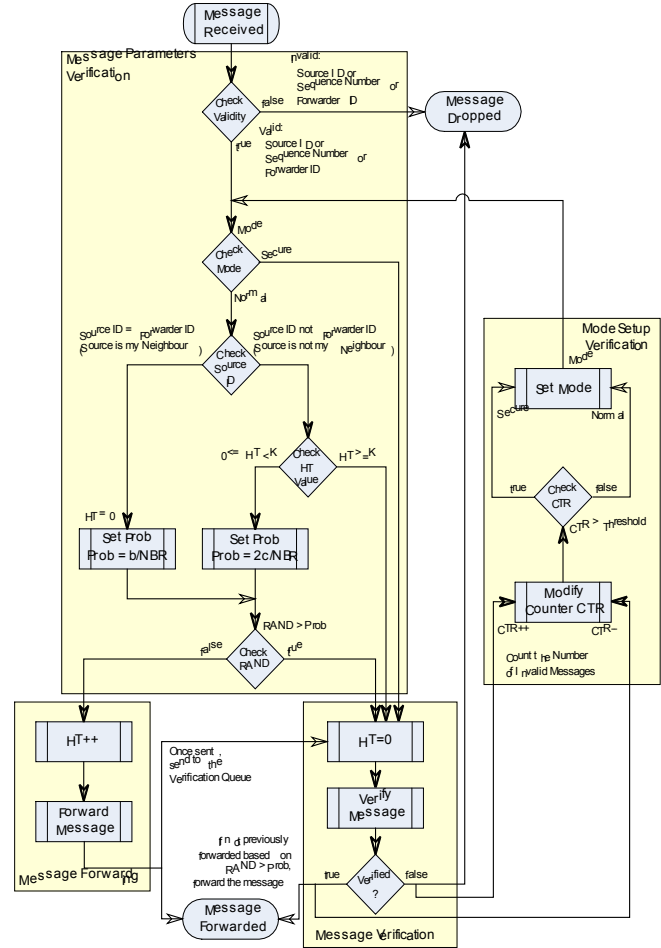 Message
Received
Message Parameters
Verification
Invalid:
Source ID or
Sequence Number or
Forwarder ID
Check
Validity
false
Message
Dropped
true
Valid:
Source ID or
Sequence Number or
Forwarder ID
Mode
Check
Mode
Secure
Normal
Source ID = Forwarder ID
(Source is my Neighbour)
Source ID not Forwarder ID
(Source is not my Neighbour)
Check
Source
ID
Mode Setup
Verification
Mode
Set Mode
Secure
Normal
0<= HT <K
Check
HT
Value
HT>=K
true
Check
CTR
false
CTR > Threshold
HT = 0
Set Prob
Prob = b/NBR
Set Prob
Prob = 2c/NBR
Modify
Counter CTR
CTR++
CTR--
RAND > Prob
false
Check
RAND
true
Count the Number
of Invalid Messages
HT++
Once sent,
send to the
Verification Queue
HT=0
Forward
Message
Verify
Message
If not previously
forwarded based on
RAND > Prob,
forward the message
true
Verified
?
false
Message Forwarding
Message
Forwarded
Message Verification